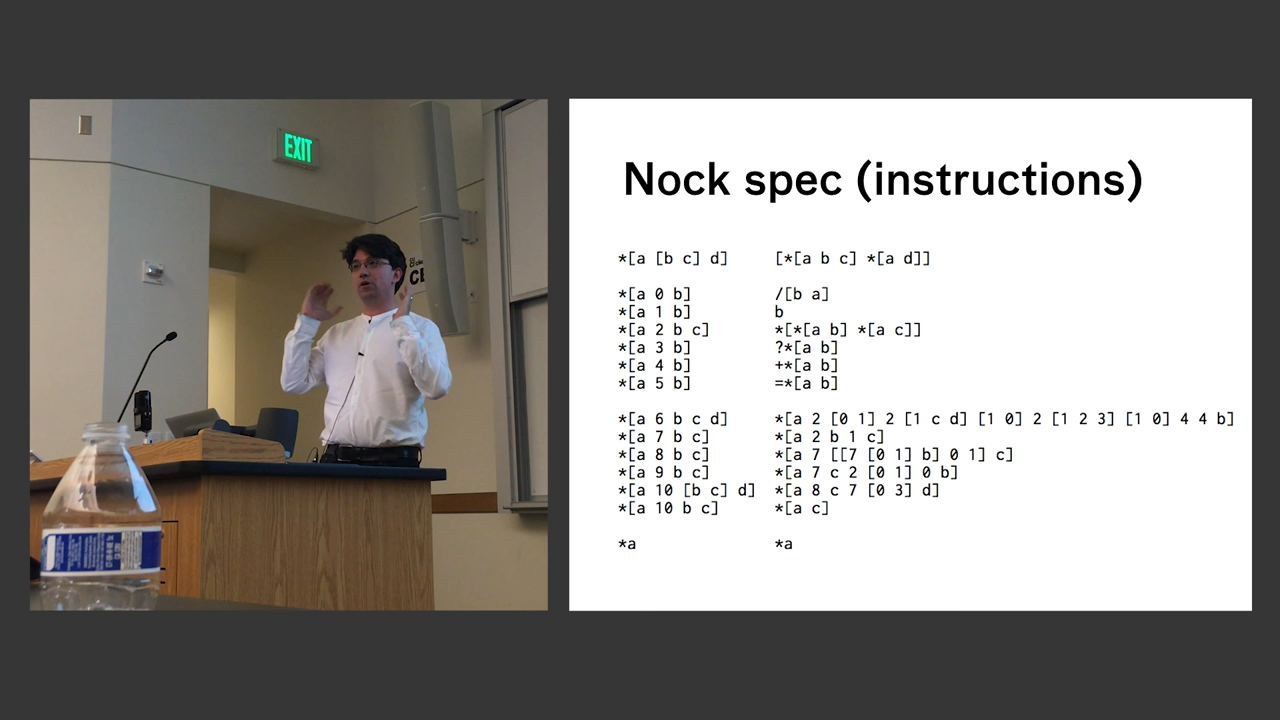 EXIT
Nock spec (instructions)
*[a [b c] d] [*[a b c] *[a d]]
*[a 0 b] /[b a]
*[a 1 b] b
*[a 2 b c] *[*[a b] *[a c]]
*[a 3 b] ?*[a b]
*[a 4 b] +*[a b]
*[a 5 b] =*[a b]
*[a 6 b c d] *[a 2 [0 1] 2 [1 c d] [1 0] 2 [1 2 3] [1 0] 4 4 b]
*[a 7 b c] *[a 2 b 1 c]
*[a 8 b c] *[a 7 [[7 [0 1] b] 0 1] c]
*[a 9 b c] *[a 7 c 2 [0 1] 0 b]
*[a 10 [b c] d] *[a 8 c 7 [0 3] d]
*[a 10 b c] *[a c]
*a *a